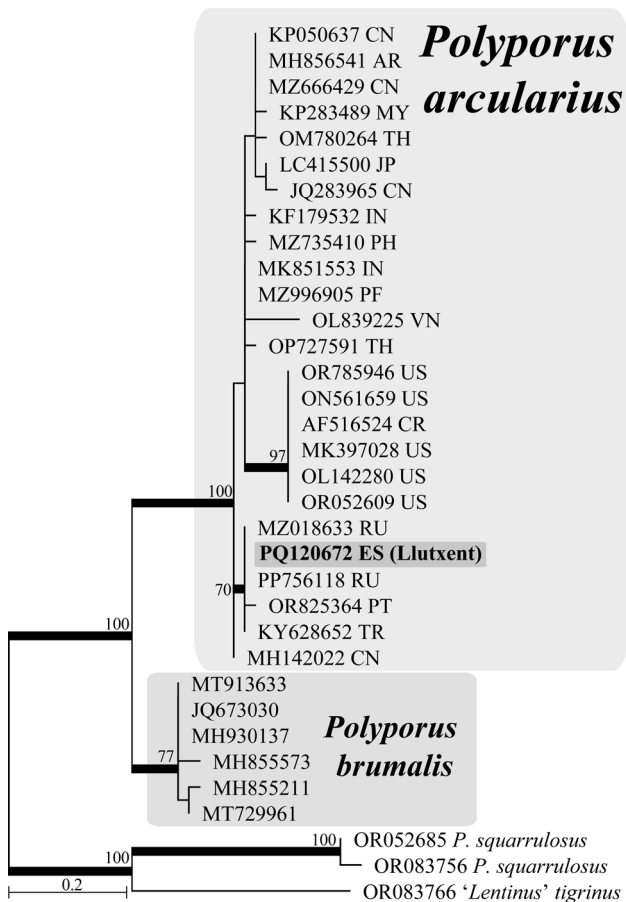 KP050637 CN
MH856541 AR
MZ666429 CN
KP283489 MY
OM780264 TH
LC415500 JP
JQ283965 CN
KF179532 IN
MZ735410 PH
MK851553 IN
MZ996905 PF
OL839225 VN
OP727591 TH
OR785946 US
ON561659 US
AF516524 CR
MK397028 US
OL142280 US
OR052609 US
97
MZ018633 RU
PQ120672 ES (Llutxent)
PP756118 RU
OR825364 PT
KY628652 TR
70
MH142022 CN
100
Polyporus
arcularius
100
MT913633
JQ673030
MH930137
MH855573
MH855211
MT729961
77
Polyporus
brumalis
OR052685 P. squarrulosus
OR083756 P. squarrulosus
100
100
OR083766 ‘Lentinus’ tigrinus
0.2